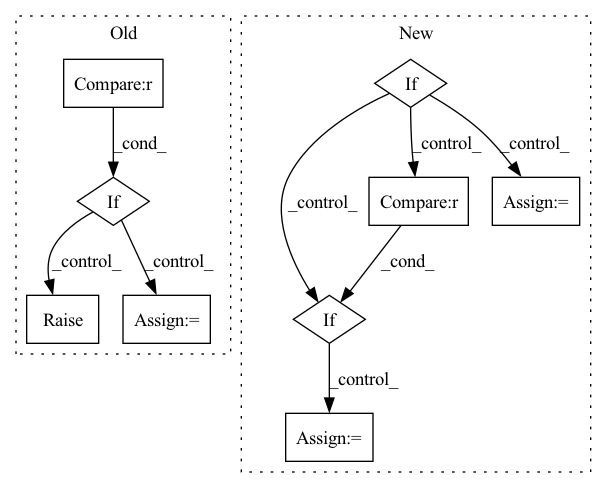 Old
Compare:r
_cond_
If
_control_
_control_
Raise
Assign:=
New
If
_control_
_control_
_control_
Compare:r
Assign:=
_cond_
If
_control_
Assign:=